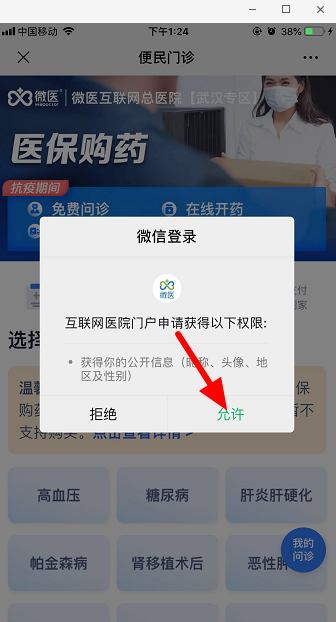 中国移动
下午1:24
38%
便民门诊
微医
WEDOCTOR
微医互联网总医院【武汉专区】
医保购药
抗疫期间
免费问诊
在线开药
微信登录
微医
互联网医院门户申请获得以下权限:
获得你的公开信息（昵称、头像、地
区及性别）
拒绝
允许
支付
到家
选择
温馨
保
购药
暂不
支持购买。点击查看详情 >
高血压
糖尿病
肝炎肝硬化
帕金森病
肾移植术后
恶性肿
我的
问诊